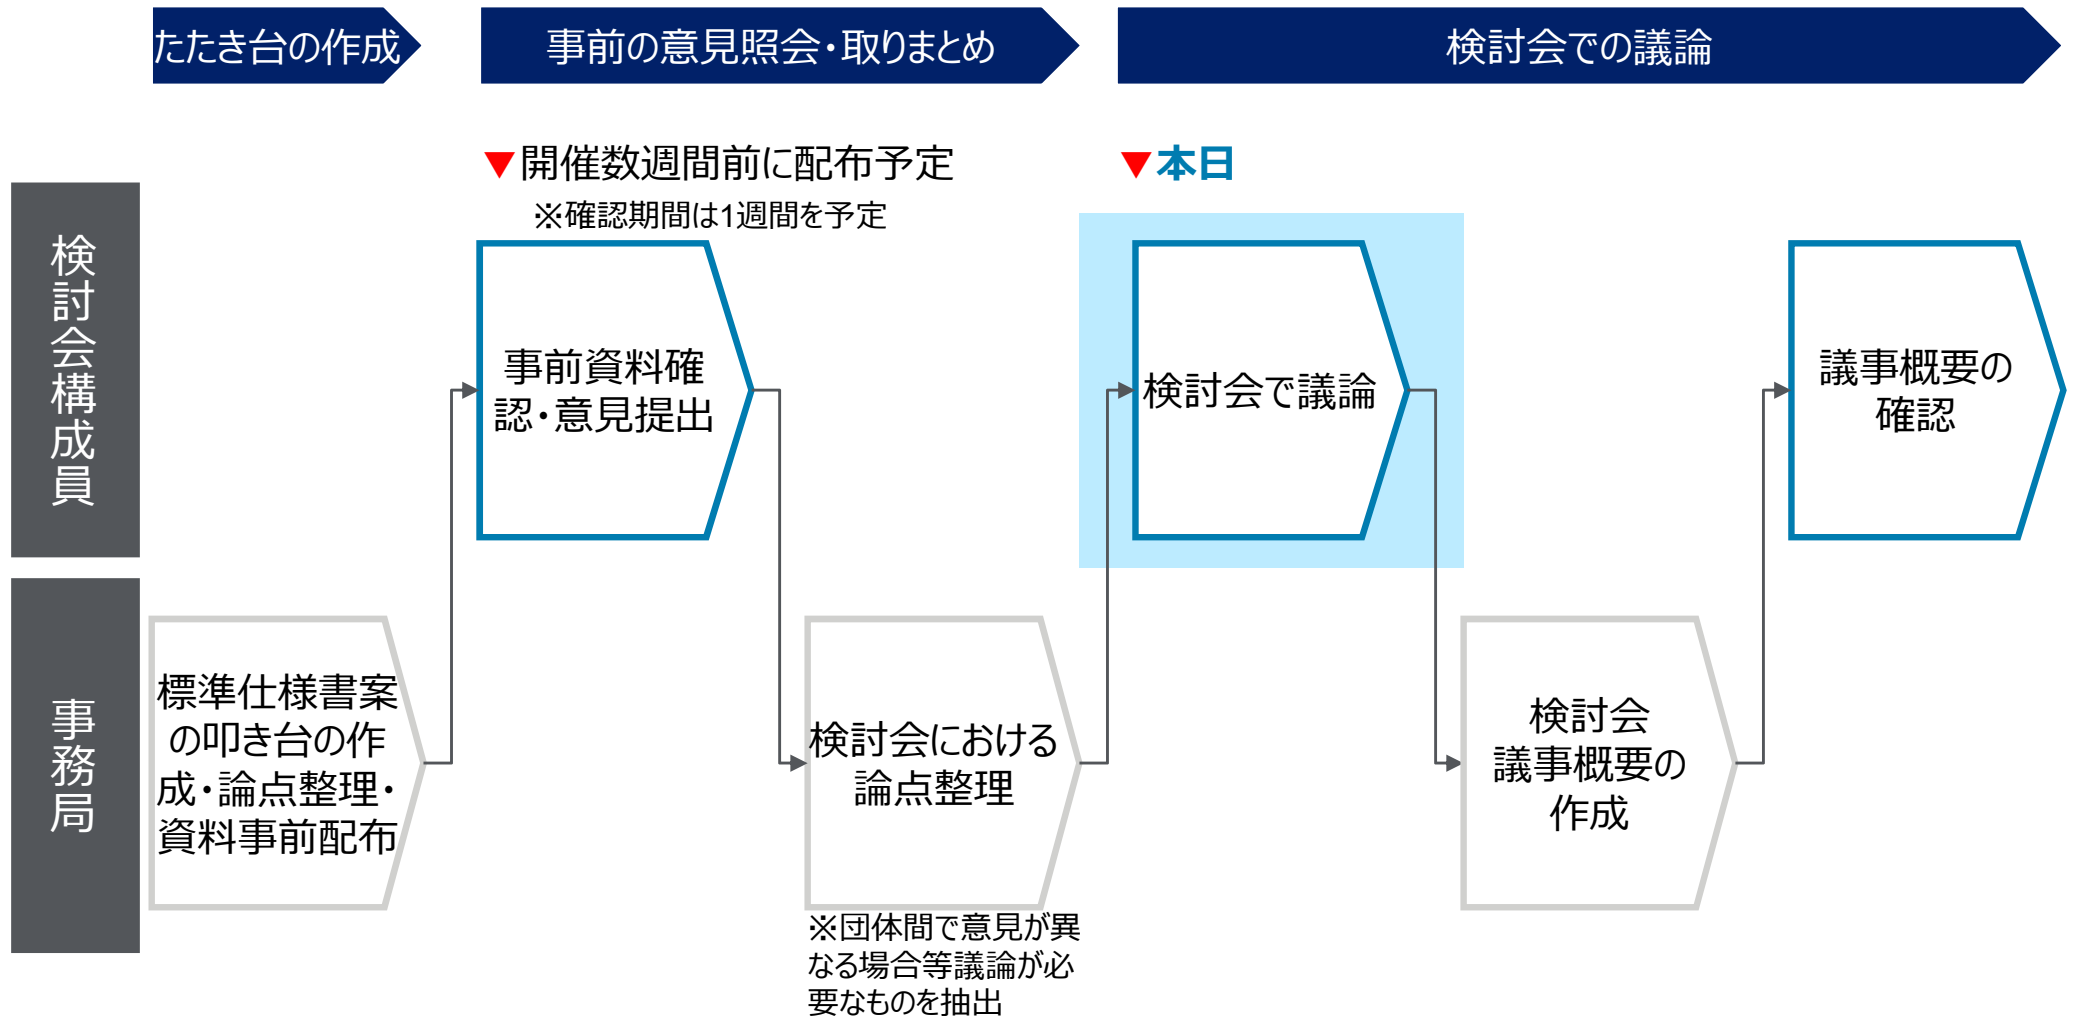 たたき台の作成
事前の意見照会・取りまとめ
検討会での議論
▼開催数週間前に配布予定
※確認期間は1週間を予定
▼本日
検討会構成員
事前資料確
認・意見提出
検討会で議論
議事概要の
確認
事務局
標準仕様書案
の叩き台の作
成・論点整理・
資料事前配布
検討会における
論点整理
※団体間で意見が異
なる場合等議論が必
要なものを抽出
検討会
議事概要の
作成